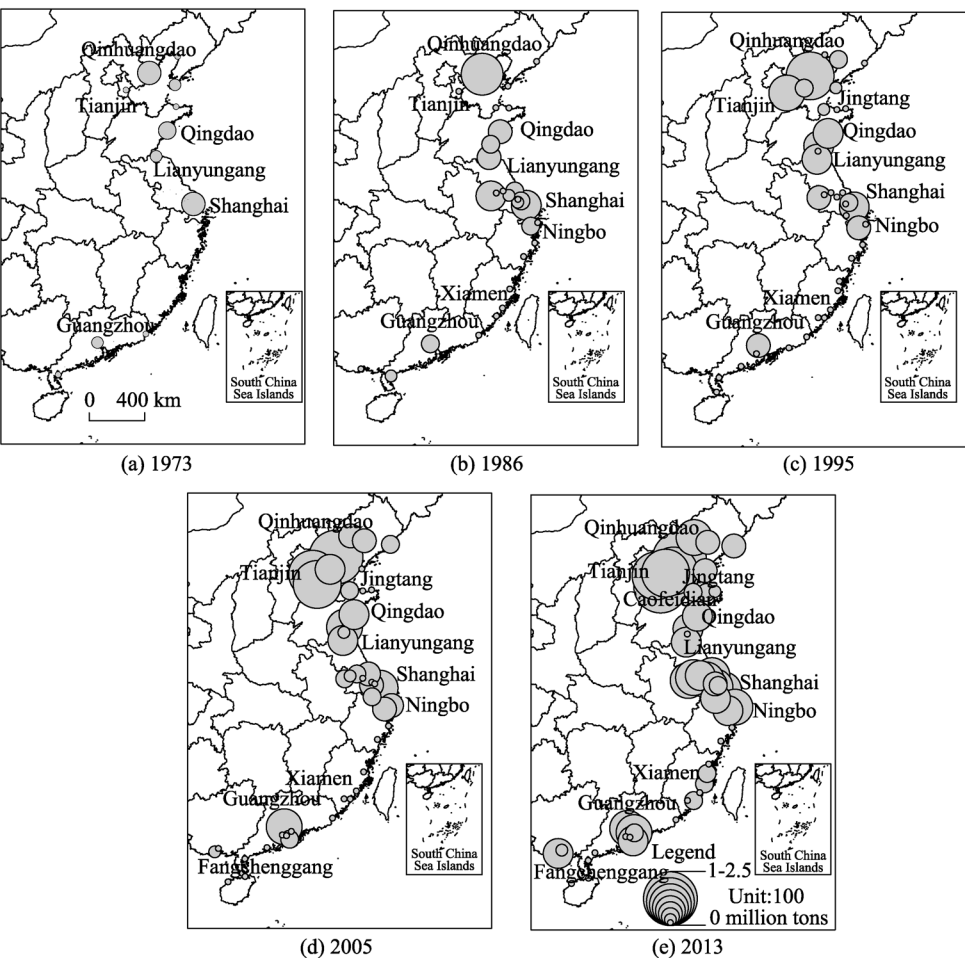 Qinhuangdao
Tianjin
Qingdao
Lianyungang
Shanghai
Guangzhou
0 400 km
South China
Sea Islands
(a) 1973
Qinhuangdao
Tianjin
Qingdao
Lianyungang
Shanghai
Ningbo
Xiamen
Guangzhou
South China
Sea Islands
(b) 1986
Qinhuangdao
Tianjin
Jingtang
Qingdao
Lianyungang
Shanghai
Ningbo
Xiamen
Guangzhou
South China
Sea Islands
(c) 1995
Qinhuangdao
Tianjin
Jingtang
Qingdao
Lianyungang
Shanghai
Ningbo
Xiamen
Guangzhou
Fangchenggang
South China
Sea Islands
(d) 2005
Qinhuangdao
Tianjin
Jingtang
Caofeidian
Qingdao
Lianyungang
Shanghai
Ningbo
Xiamen
Guangzhou
Fangchenggang
South China
Sea Islands
Legend
1-2.5
Unit:100
0 million tons
(e) 2013